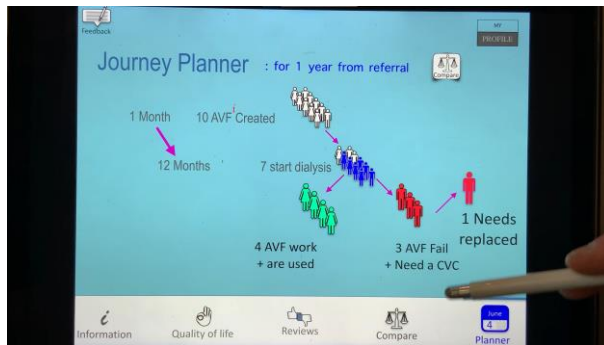 Feedback
MY
PROFILE
Journey Planner : for 1 year from referral
Compare
1 Month 10 AVF Created
i
12 Months
7 start dialysis
1 Needs
replaced
4 AVF work
+ are used
3 AVF Fail
+ Need a CVC
i
Information
Quality of life
Reviews
Compare
June
4
Planner